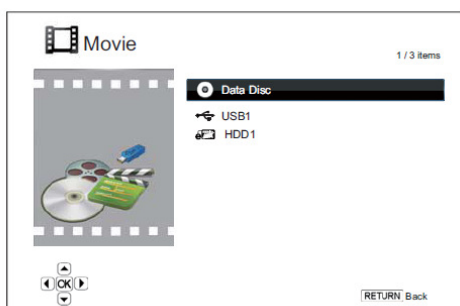 Movie
1 / 3 items
Data Disc
USB1
HDD1
OK
RETURN Back